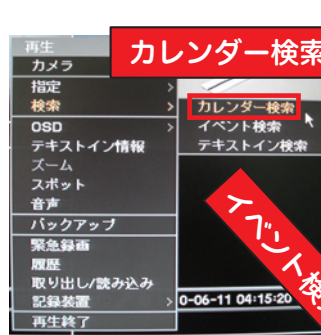 再生
カメラ
指定 >
検索 >
OSD >
テキストイン情報
ズーム
スポット
音声
バックアップ
緊急録画
履歴
取り出し/読み込み
記録装置 >
再生終了
カレンダー検索
カレンダー検索
イベント検索
テキストイン検索
イベント検
0-06-11 04:15:20